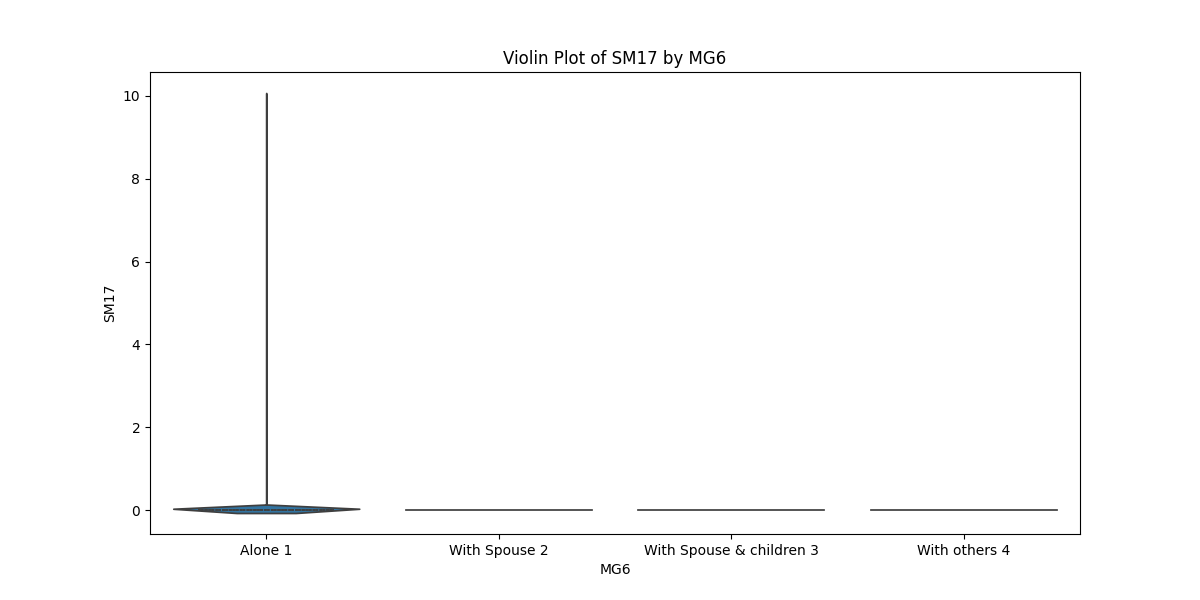 Violin Plot of SM17 by MG6
10
8
6
4
2
0
SM17
Alone 1
With Spouse 2
With Spouse & children 3
With others 4
MG6